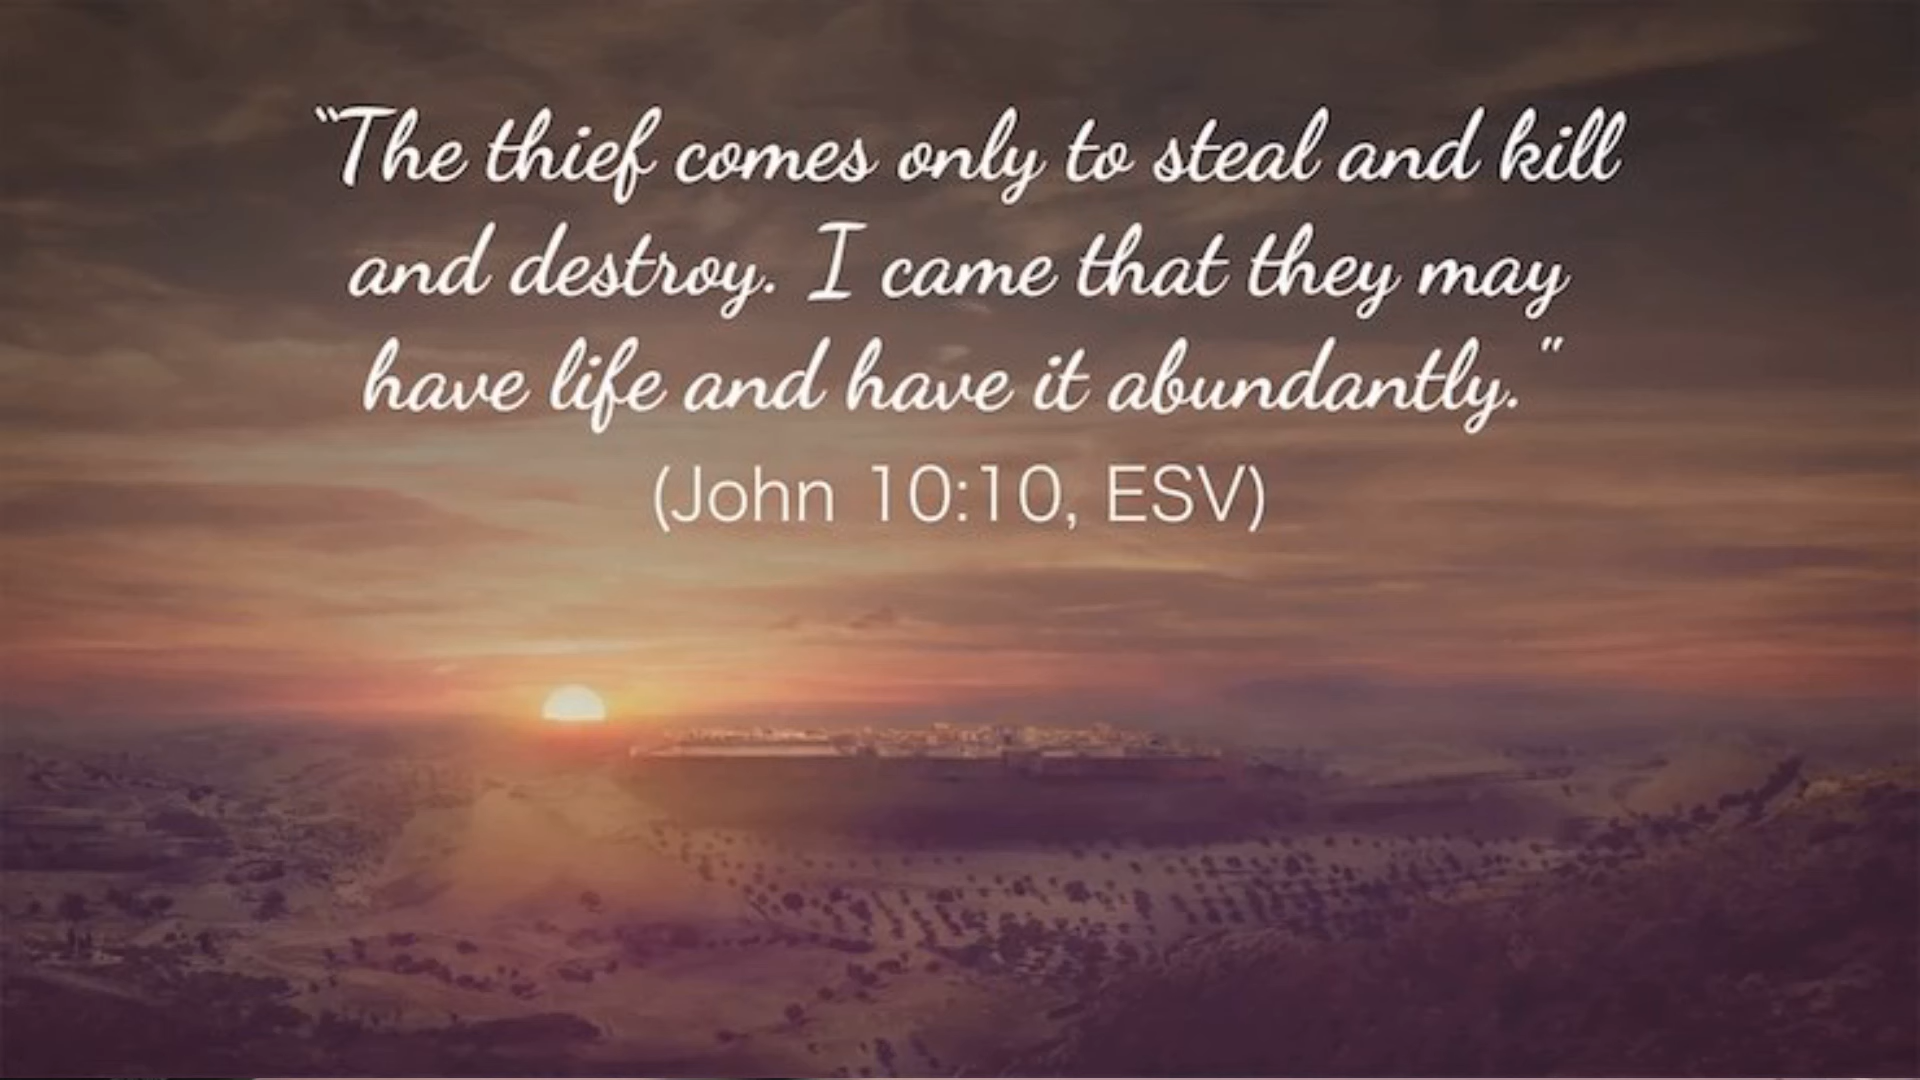 “The thief comes only to steal and kill
and destroy. I came that they may
have life and have it abundantly.”
(John 10:10, ESV)